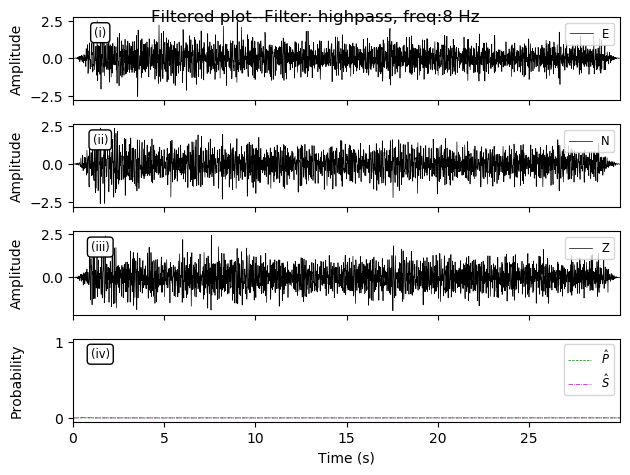 Filtered plot--Filter: highpass, freq:8 Hz
Amplitude
2.5
0.0
−2.5
(i)
E
Amplitude
2.5
0.0
−2.5
(ii)
N
Amplitude
2.5
0.0
(iii)
Z
Probability
1
0
(iv)
P̂
Ŝ
0 5 10 15 20 25
Time (s)